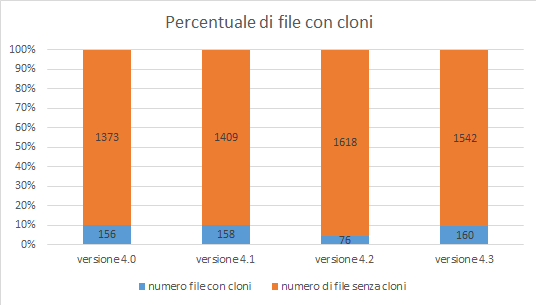 Percentuale di file con cloni
100%
90%
80%
70%
60%
50%
40%
30%
20%
10%
0%
1373
1409
1618
1542
156
158
76
160
versione 4.0
versione 4.1
versione 4.2
versione 4.3
numero file con cloni
numero di file senza cloni